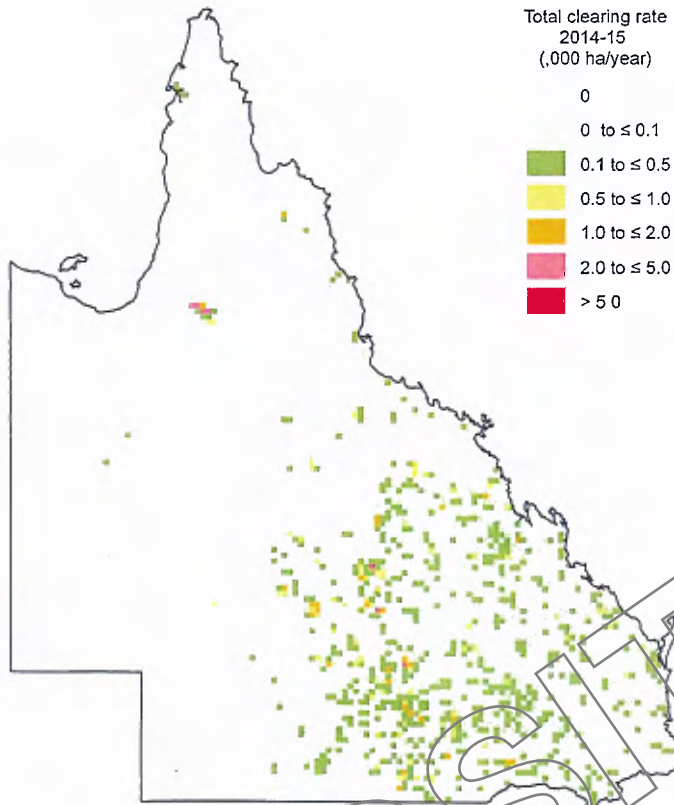 Total clearing rate
2014-15
(,000 ha/year)
0
0 to ≤ 0.1
0.1 to ≤ 0.5
0.5 to ≤ 1.0
1.0 to ≤ 2.0
2.0 to ≤ 5.0
> 5 0